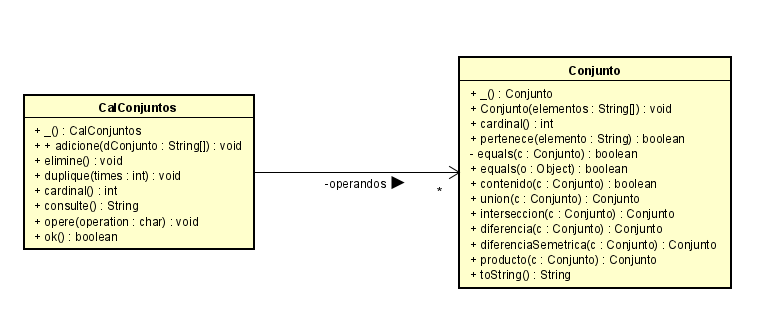 CalConjuntos
+ _() : CalConjuntos
+ + adicione(dConjunto : String[]) : void
+ elimine() : void
+ duplique(times : int) : void
+ cardinal() : int
+ consulte() : String
+ opere(operation : char) : void
+ ok() : boolean
-operandos ▶
*
Conjunto
+ _() : Conjunto
+ Conjunto(elementos : String[]) : void
+ cardinal() : int
+ pertenece(elemento : String) : boolean
- equals(c : Conjunto) : boolean
+ equals(o : Object) : boolean
+ contenido(c : Conjunto) : boolean
+ union(c : Conjunto) : Conjunto
+ interseccion(c : Conjunto) : Conjunto
+ diferencia(c : Conjunto) : Conjunto
+ diferenciaSemetrica(c : Conjunto) : Conjunto
+ producto(c : Conjunto) : Conjunto
+ toString() : String